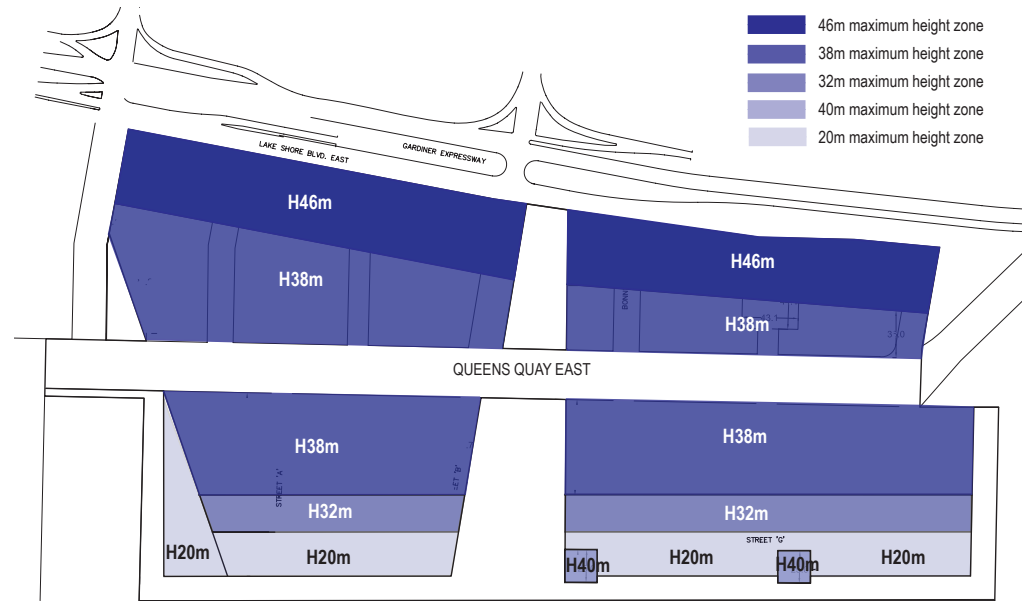 46m maximum height zone
38m maximum height zone
32m maximum height zone
40m maximum height zone
20m maximum height zone
LAKE SHORE BLVD. EAST
GARDINER EXPRESSWAY
H46m
H46m
H38m
H38m
QUEENS QUAY EAST
H38m
H38m
STREET 'A'
H32m
H32m
STREET 'G'
H20m
H20m
H40m
H20m
H40m
H20m